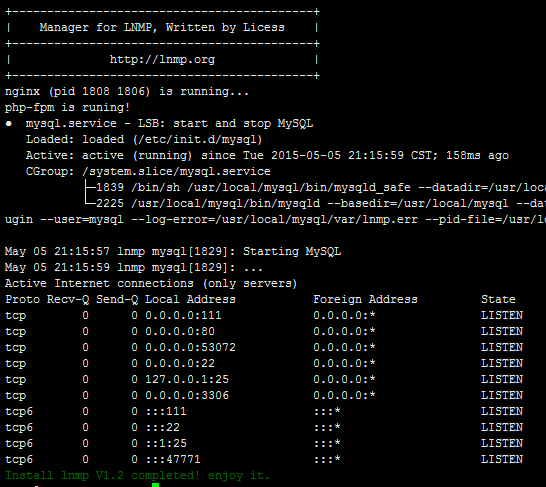 +-------------------------------------------+
|    Manager for LNMP, Written by Licess    |
+-------------------------------------------+
|              http://lnmp.org              |
+-------------------------------------------+
nginx (pid 1808 1806) is running...
php-fpm is runing!
● mysql.service - LSB: start and stop MySQL
   Loaded: loaded (/etc/init.d/mysql)
   Active: active (running) since Tue 2015-05-05 21:15:59 CST; 158ms ago
   CGroup: /system.slice/mysql.service
           ├─1839 /bin/sh /usr/local/mysql/bin/mysqld_safe --datadir=/usr/loca
           └─2225 /usr/local/mysql/bin/mysqld --basedir=/usr/local/mysql --dat
ugin --user=mysql --log-error=/usr/local/mysql/var/lnmp.err --pid-file=/usr/lo

May 05 21:15:57 lnmp mysql[1829]: Starting MySQL
May 05 21:15:59 lnmp mysql[1829]: ...
Active Internet connections (only servers)
Proto Recv-Q Send-Q Local Address           Foreign Address         State
tcp        0      0 0.0.0.0:111             0.0.0.0:*               LISTEN
tcp        0      0 0.0.0.0:80              0.0.0.0:*               LISTEN
tcp        0      0 0.0.0.0:53072           0.0.0.0:*               LISTEN
tcp        0      0 0.0.0.0:22              0.0.0.0:*               LISTEN
tcp        0      0 127.0.0.1:25            0.0.0.0:*               LISTEN
tcp        0      0 0.0.0.0:3306            0.0.0.0:*               LISTEN
tcp6       0      0 :::111                  :::*                    LISTEN
tcp6       0      0 :::22                   :::*                    LISTEN
tcp6       0      0 ::1:25                  :::*                    LISTEN
tcp6       0      0 :::47771                :::*                    LISTEN
Install lnmp V1.2 completed! enjoy it.